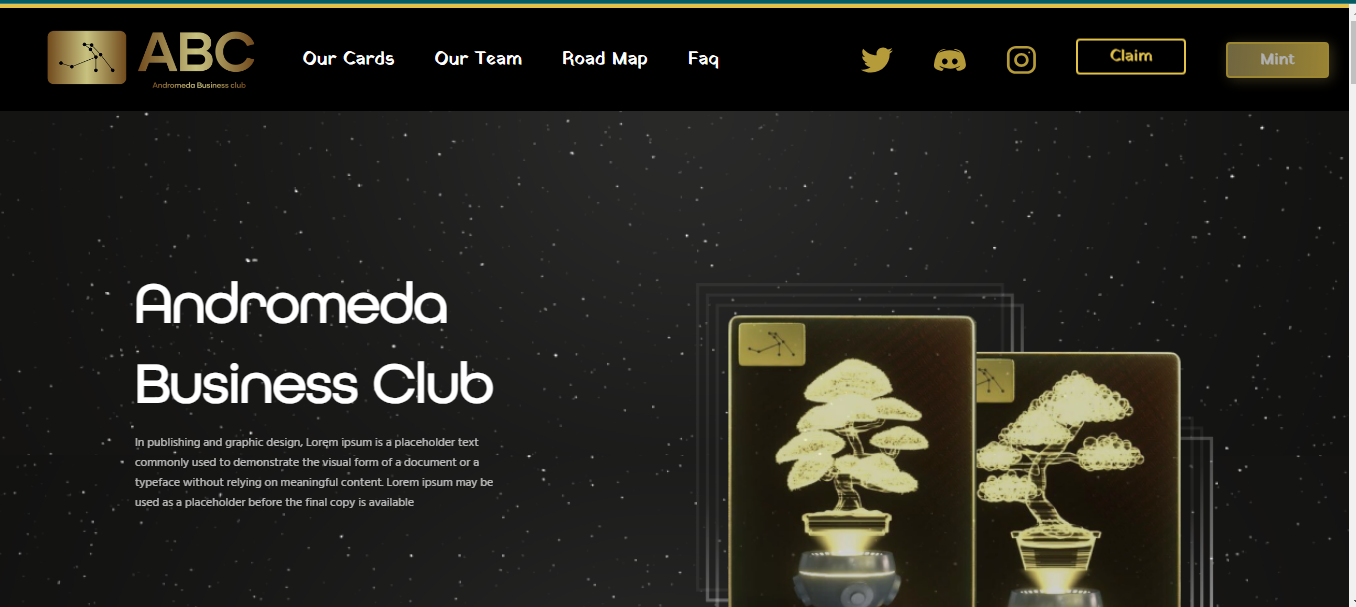 ABC
Andromeda Business club
Our Cards
Our Team
Road Map
Faq
Claim
Mint
Andromeda
Business Club
In publishing and graphic design, Lorem ipsum is a placeholder text
commonly used to demonstrate the visual form of a document or a
typeface without relying on meaningful content. Lorem ipsum may be
used as a placeholder before the final copy is available